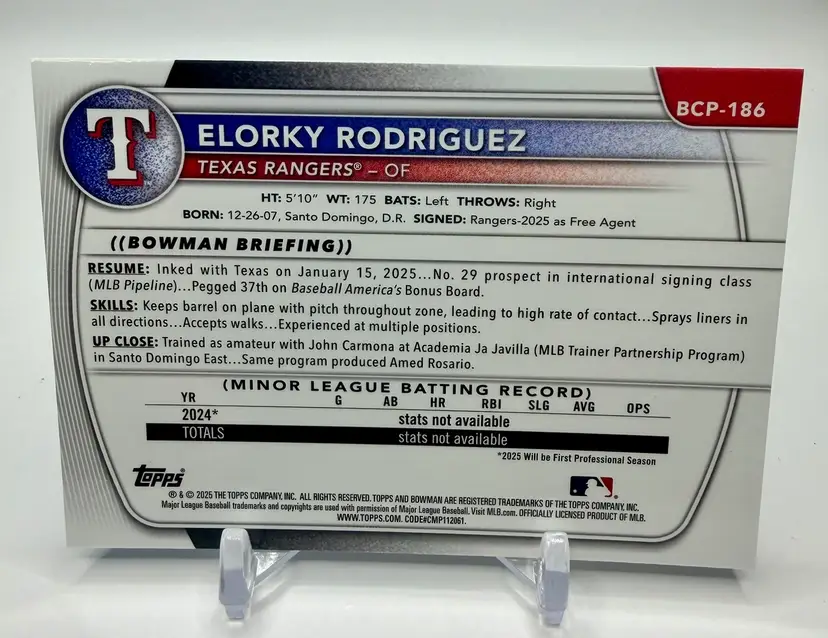 BCP-186
T
ELORKY RODRIGUEZ
TEXAS RANGERS® – OF
HT: 5'10" WT: 175 BATS: Left THROWS: Right
BORN: 12-26-07, Santo Domingo, D.R. SIGNED: Rangers-2025 as Free Agent
((BOWMAN BRIEFING))
RESUME: Inked with Texas on January 15, 2025...No. 29 prospect in international signing class
(MLB Pipeline)...Pegged 37th on Baseball America's Bonus Board.
SKILLS: Keeps barrel on plane with pitch throughout zone, leading to high rate of contact...Sprays liners in
all directions...Accepts walks...Experienced at multiple positions.
UP CLOSE: Trained as amateur with John Carmona at Academia Ja Javilla (MLB Trainer Partnership Program)
in Santo Domingo East...Same program produced Amed Rosario.
(MINOR LEAGUE BATTING RECORD)
YR G AB HR RBI SLG AVG OPS
2024* stats not available
TOTALS stats not available
*2025 Will be First Professional Season
Topps®
® & © 2025 THE TOPPS COMPANY, INC. ALL RIGHTS RESERVED. TOPPS AND BOWMAN ARE REGISTERED TRADEMARKS OF THE TOPPS COMPANY, INC.
Major League Baseball trademarks and copyrights are used with permission of Major League Baseball. Visit MLB.com. OFFICIALLY LICENSED PRODUCT OF MLB.
WWW.TOPPS.COM. CODE#CMP112061.